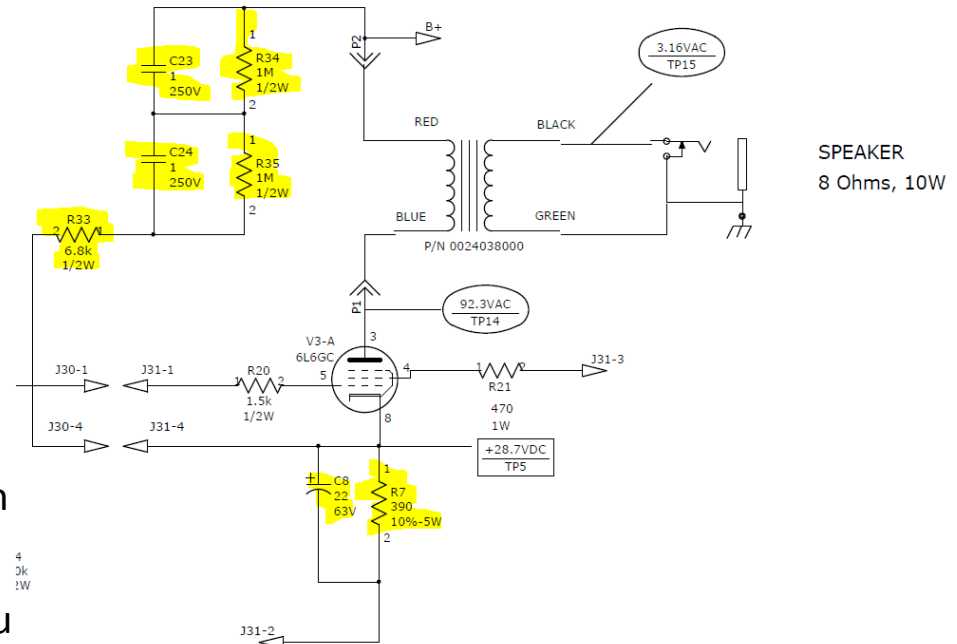 1
C23
1
250V
R34
1M
1/2W
2
P2
B+
3.16VAC
TP15
RED
BLACK
1
C24
1
250V
R35
1M
1/2W
2
SPEAKER
8 Ohms, 10W
R33
2 1
6.8k
1/2W
BLUE
GREEN
P/N 0024038000
P1
92.3VAC
TP14
V3-A
6L6GC
3
J30-1
J31-1
R20
1 2
1.5k
1/2W
5
4
1 2
R21
470
1W
J31-3
8
J30-4
J31-4
+28.7VDC
TP5
+
C8
22
63V
1
R7
390
10%-5W
2
n
4
0k
2W
u
J31-2